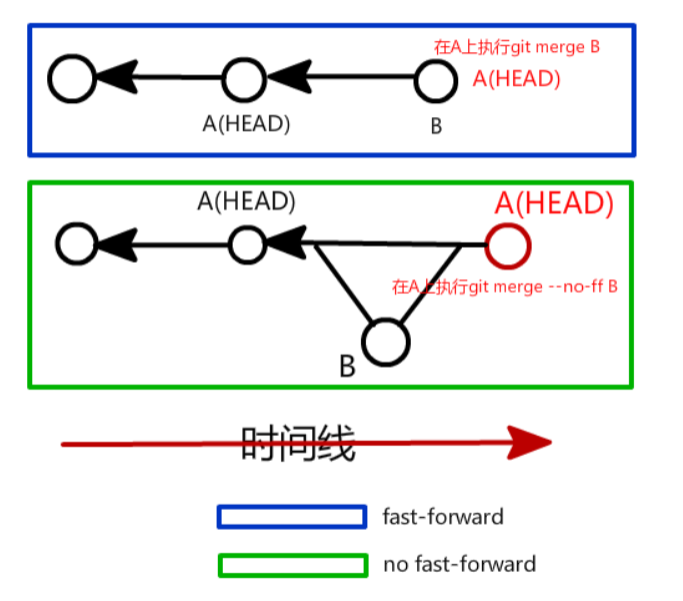 在A上执行git merge B
A(HEAD)
A(HEAD)
B
A(HEAD)
A(HEAD)
在A上执行git merge --no-ff B
B
时间线
fast-forward
no fast-forward